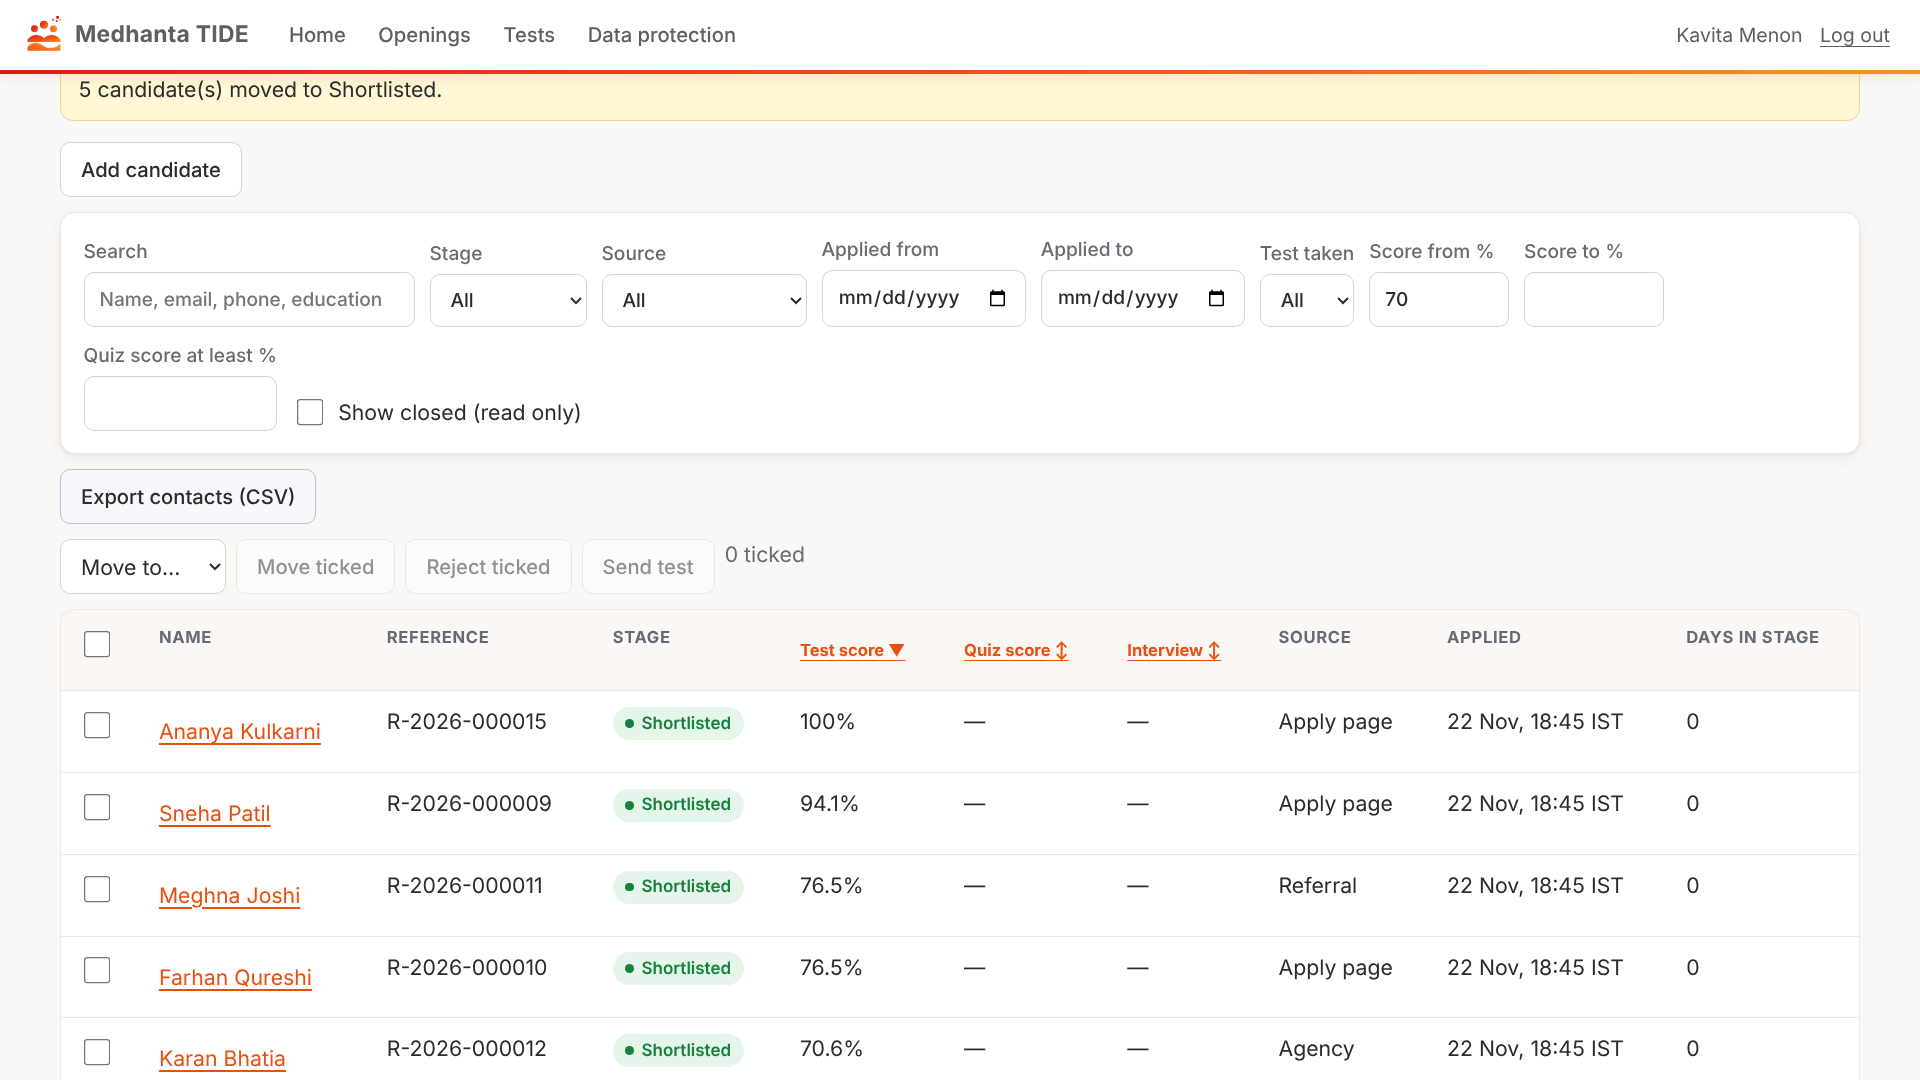 Medhanta TIDE Home Openings Tests Data protection Kavita Menon Log out
5 candidate(s) moved to Shortlisted.
Add candidate
Search Stage Source Applied from Applied to Test taken Score from % Score to %
Name, email, phone, education All All mm/dd/yyyy mm/dd/yyyy All 70
Quiz score at least %
Show closed (read only)
Export contacts (CSV)
Move to... Move ticked Reject ticked Send test 0 ticked
NAME REFERENCE STAGE Test score ▼ Quiz score ↕ Interview ↕ SOURCE APPLIED DAYS IN STAGE
Ananya Kulkarni R-2026-000015 Shortlisted 100% — — Apply page 22 Nov, 18:45 IST 0
Sneha Patil R-2026-000009 Shortlisted 94.1% — — Apply page 22 Nov, 18:45 IST 0
Meghna Joshi R-2026-000011 Shortlisted 76.5% — — Referral 22 Nov, 18:45 IST 0
Farhan Qureshi R-2026-000010 Shortlisted 76.5% — — Apply page 22 Nov, 18:45 IST 0
Karan Bhatia R-2026-000012 Shortlisted 70.6% — — Agency 22 Nov, 18:45 IST 0